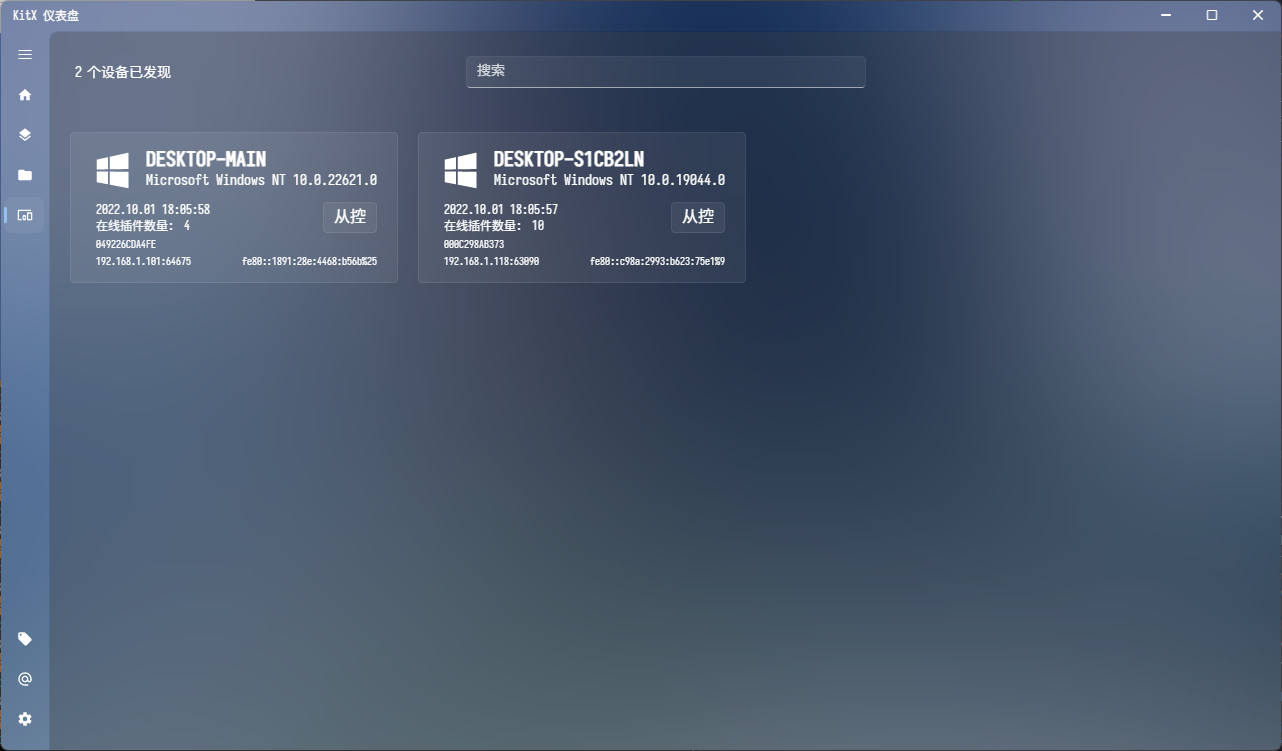 KitX 仪表盘
2 个设备已发现
搜索
DESKTOP-MAIN
Microsoft Windows NT 10.0.22621.0
2022.10.01 18:05:58
在线插件数量: 4
从控
049226CDA4FE
192.168.1.101:64675
fe80::1891:28e:4468:b56b%25
DESKTOP-S1CB2LN
Microsoft Windows NT 10.0.19044.0
2022.10.01 18:05:57
在线插件数量: 10
从控
000C298AB373
192.168.1.118:63090
fe80::c98a:2993:b623:75e1%9